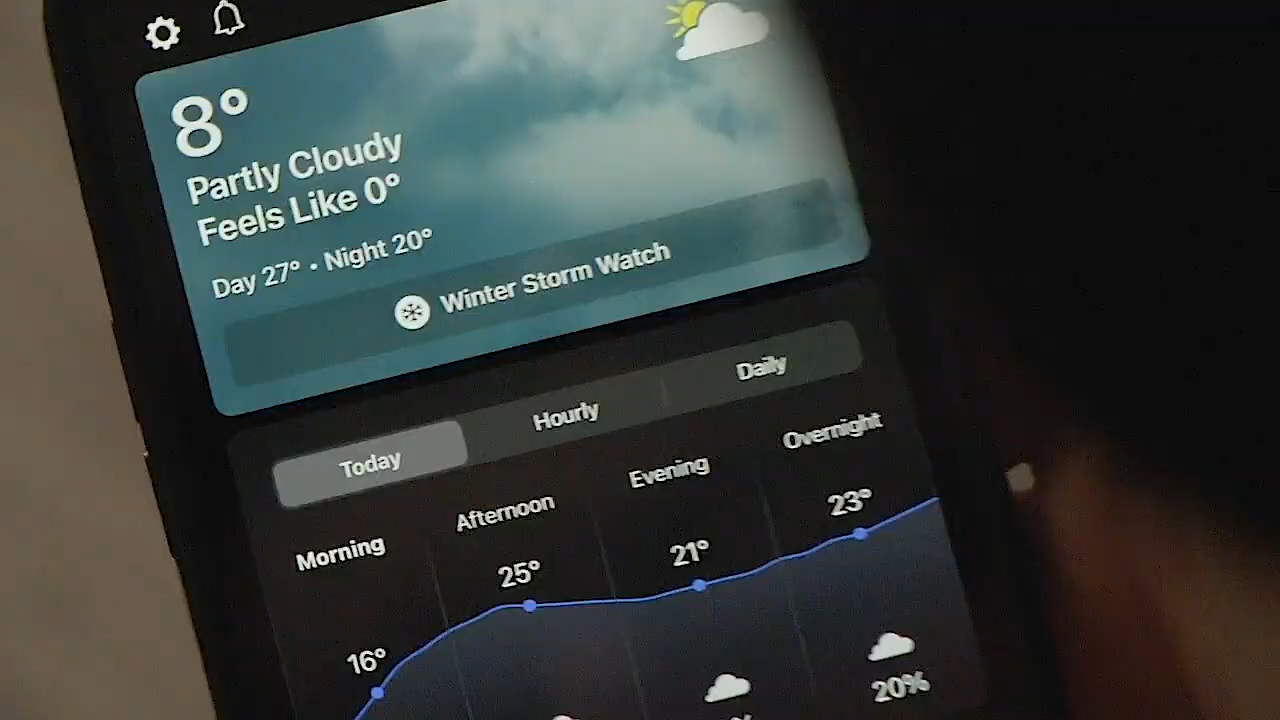 8°
Partly Cloudy
Feels Like 0°
Day 27° • Night 20°
Winter Storm Watch
Today
Hourly
Daily
Morning
Afternoon
Evening
Overnight
16°
25°
21°
23°
20%